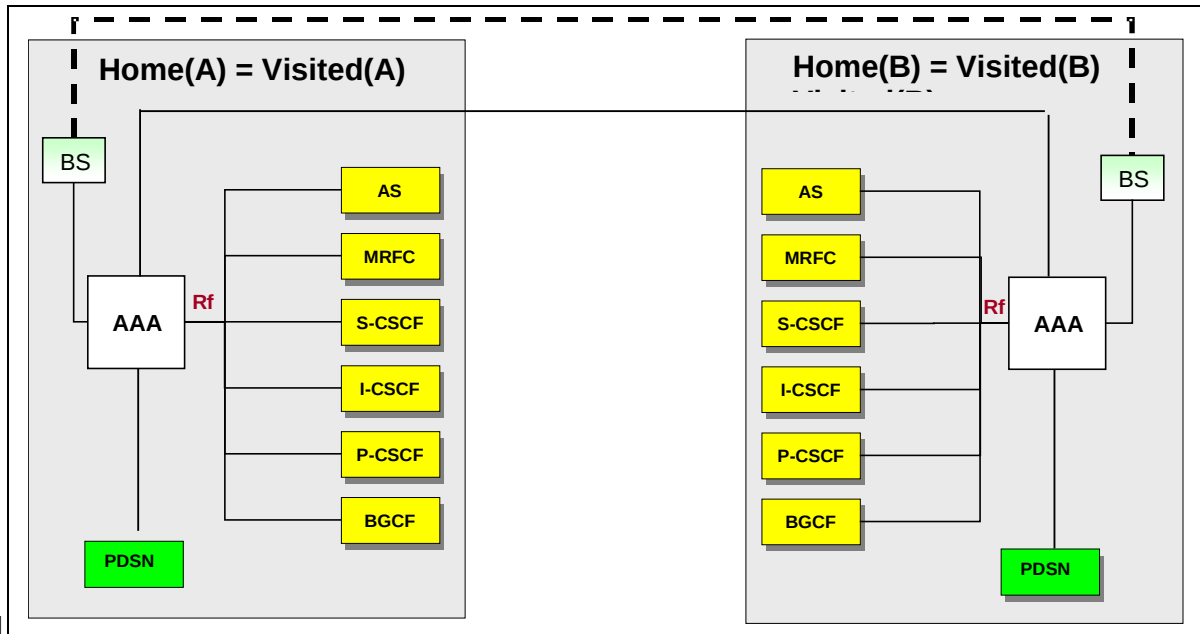 Home(A) = Visited(A)
BS
AS
MRFC
Rf
AAA
S-CSCF
I-CSCF
P-CSCF
BGCF
PDSN
Home(B) = Visited(B)
BS
AS
MRFC
Rf
S-CSCF
AAA
I-CSCF
P-CSCF
BGCF
PDSN